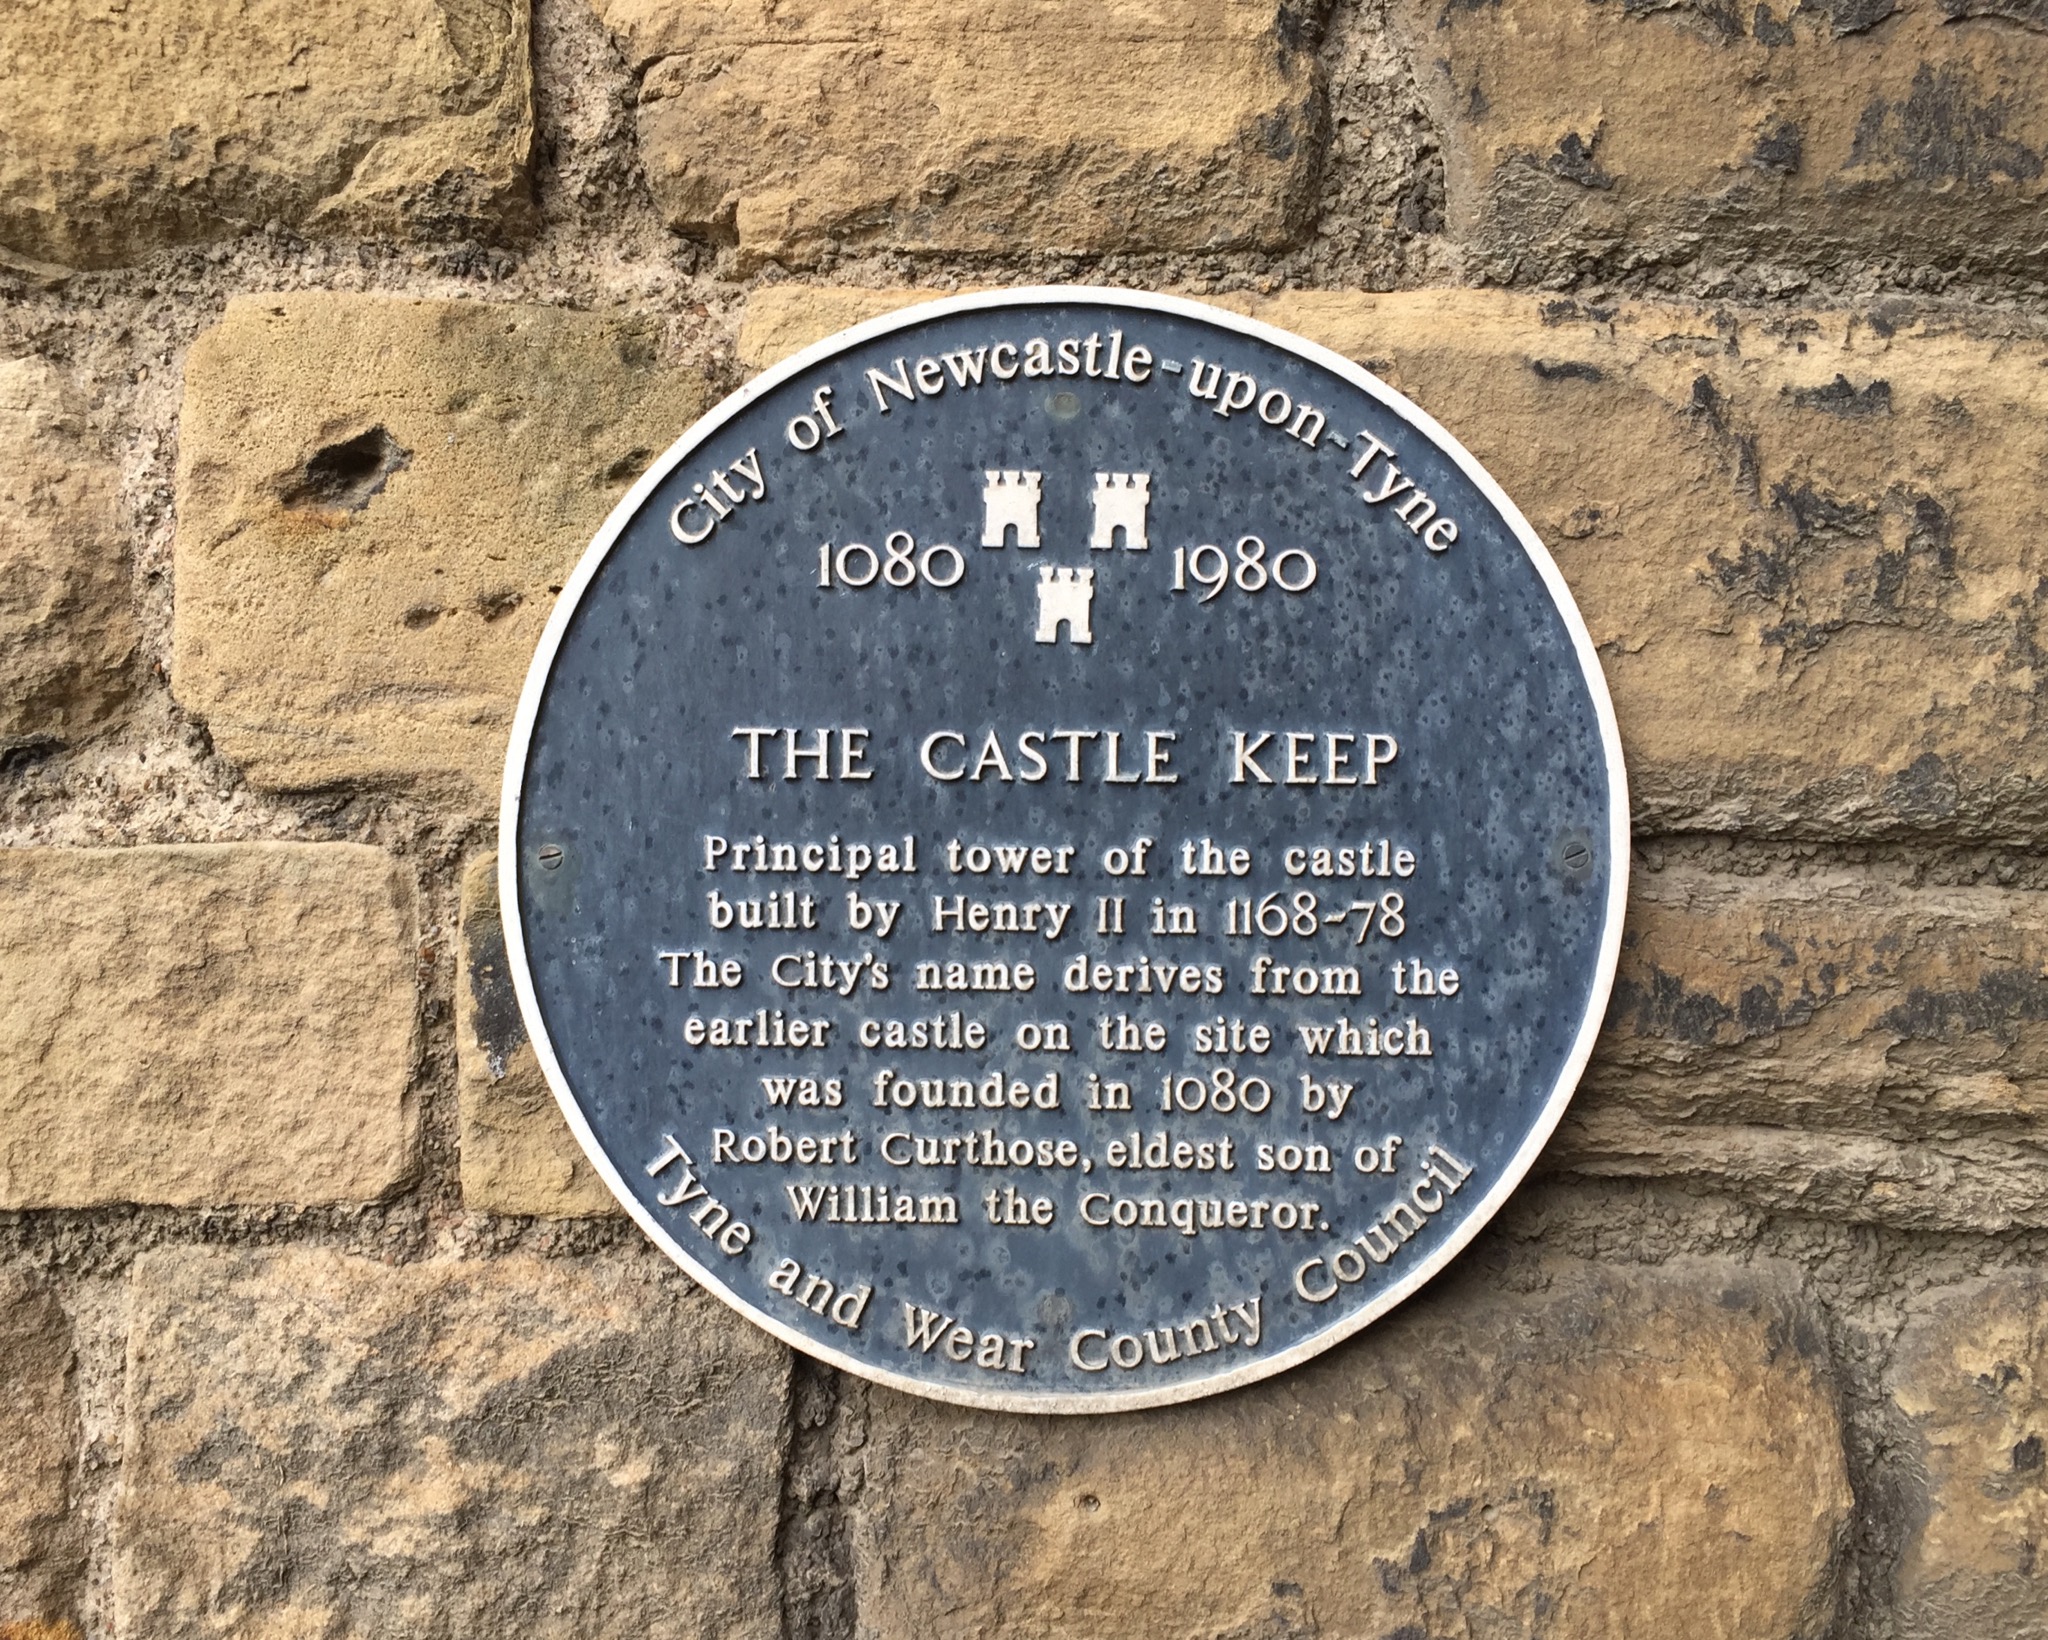 City of Newcastle-upon-Tyne
1080 1980
THE CASTLE KEEP
Principal tower of the castle
built by Henry II in 1168-78
The City's name derives from the
earlier castle on the site which
was founded in 1080 by
Robert Curthose, eldest son of
William the Conqueror.
Tyne and Wear County Council